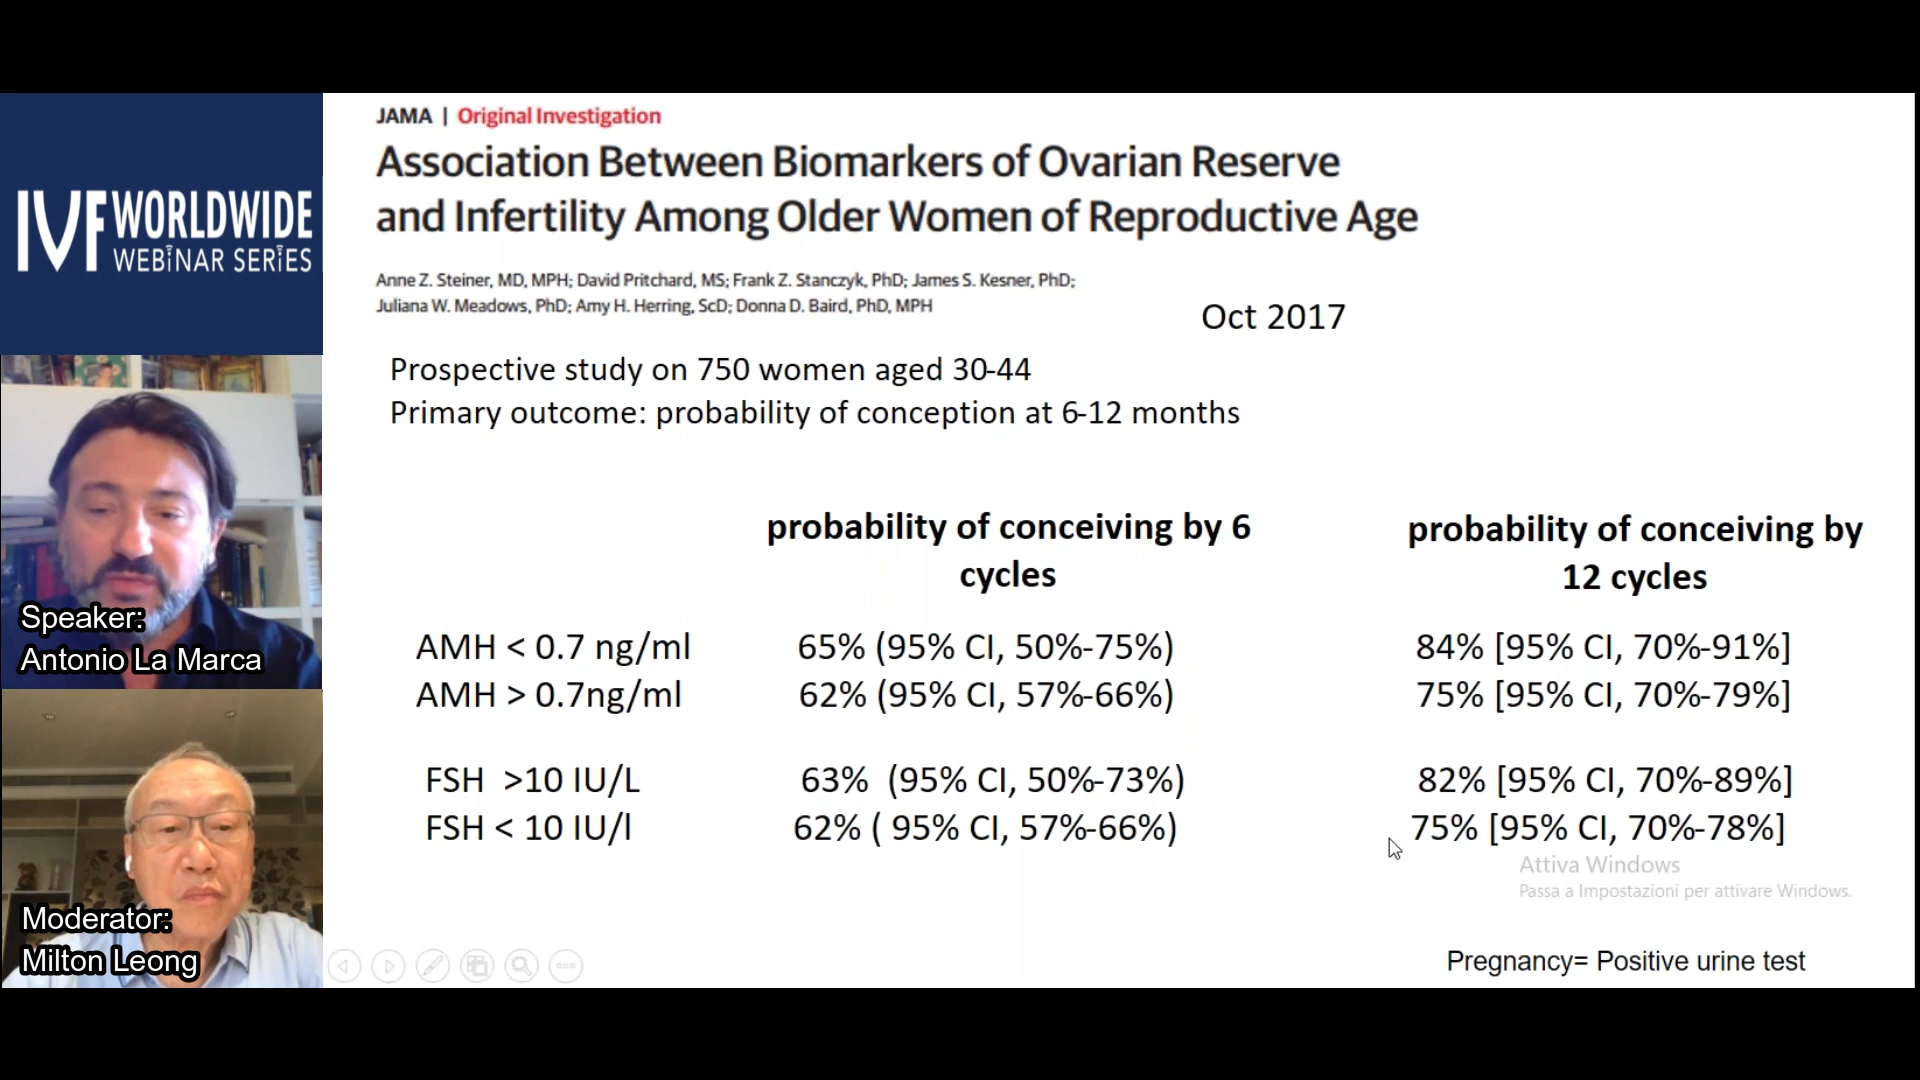 IVF WORLDWIDE
WEBINAR SERIES
JAMA | Original Investigation
Association Between Biomarkers of Ovarian Reserve
and Infertility Among Older Women of Reproductive Age
Anne Z. Steiner, MD, MPH; David Pritchard, MS; Frank Z. Stanczyk, PhD; James S. Kesner, PhD;
Juliana W. Meadows, PhD; Amy H. Herring, ScD; Donna D. Baird, PhD, MPH
Oct 2017
Prospective study on 750 women aged 30-44
Primary outcome: probability of conception at 6-12 months
probability of conceiving by 6
cycles
probability of conceiving by
12 cycles
AMH < 0.7 ng/ml 65% (95% CI, 50%-75%) 84% [95% CI, 70%-91%]
AMH > 0.7ng/ml 62% (95% CI, 57%-66%) 75% [95% CI, 70%-79%]
FSH >10 IU/L 63% (95% CI, 50%-73%) 82% [95% CI, 70%-89%]
FSH < 10 IU/l 62% ( 95% CI, 57%-66%) 75% [95% CI, 70%-78%]
Attiva Windows
Passa a Impostazioni per attivare Windows.
Pregnancy= Positive urine test
Speaker:
Antonio La Marca
Moderator:
Milton Leong